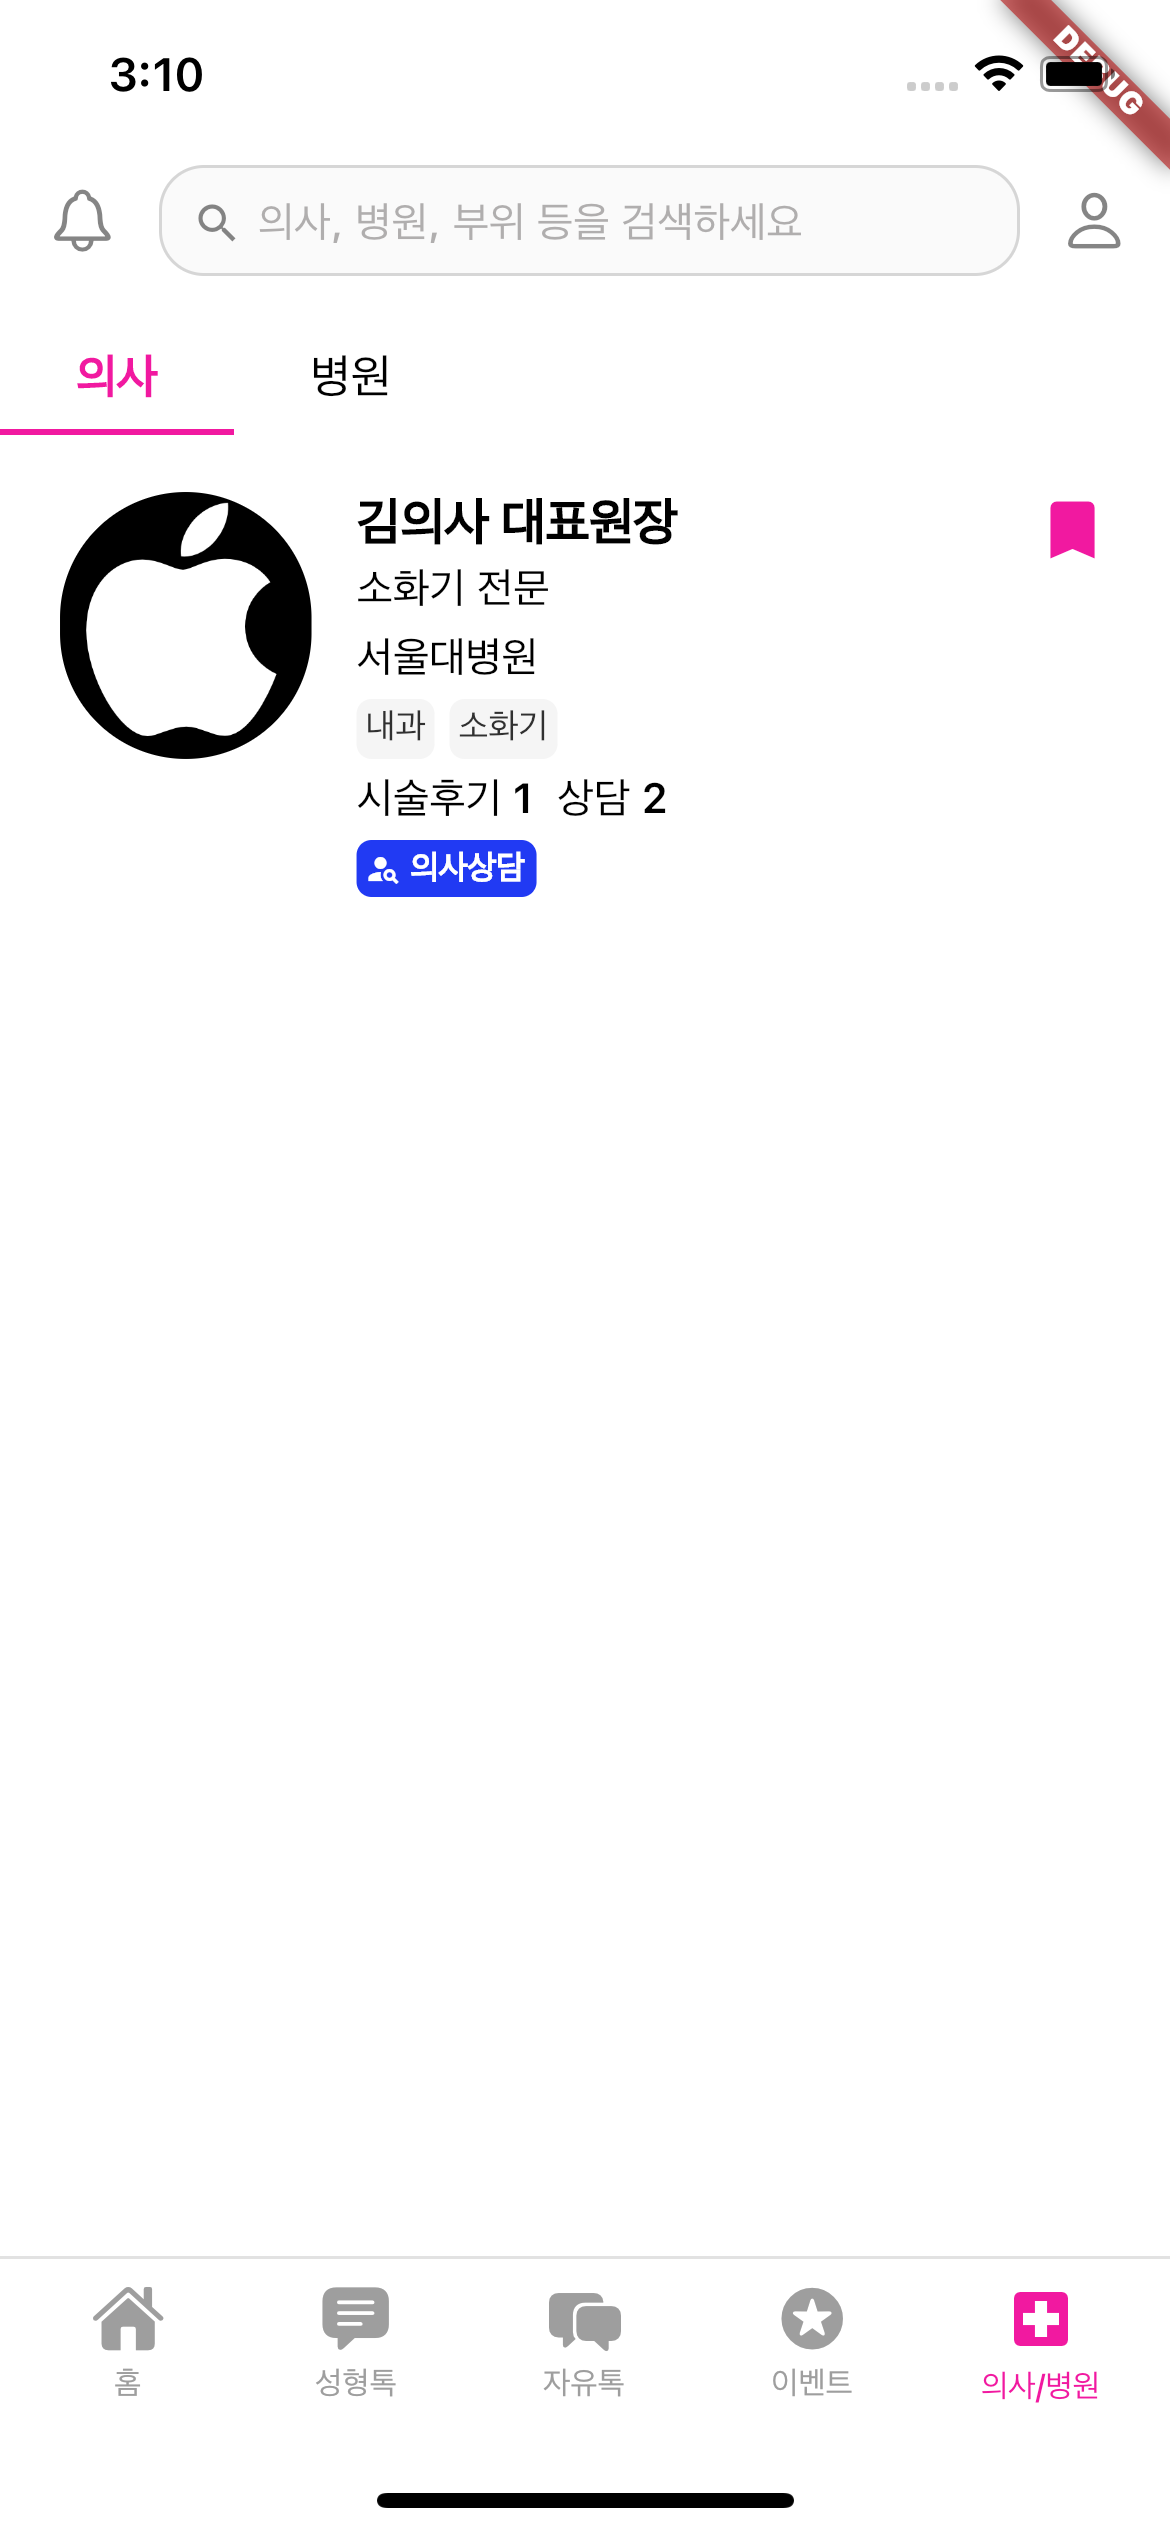 3:10
DEBUG
의사, 병원, 부위 등을 검색하세요
의사 병원
김의사 대표원장
소화기 전문
서울대병원
내과 소화기
시술후기 1 상담 2
의사상담
홈 성형톡 자유톡 이벤트 의사/병원